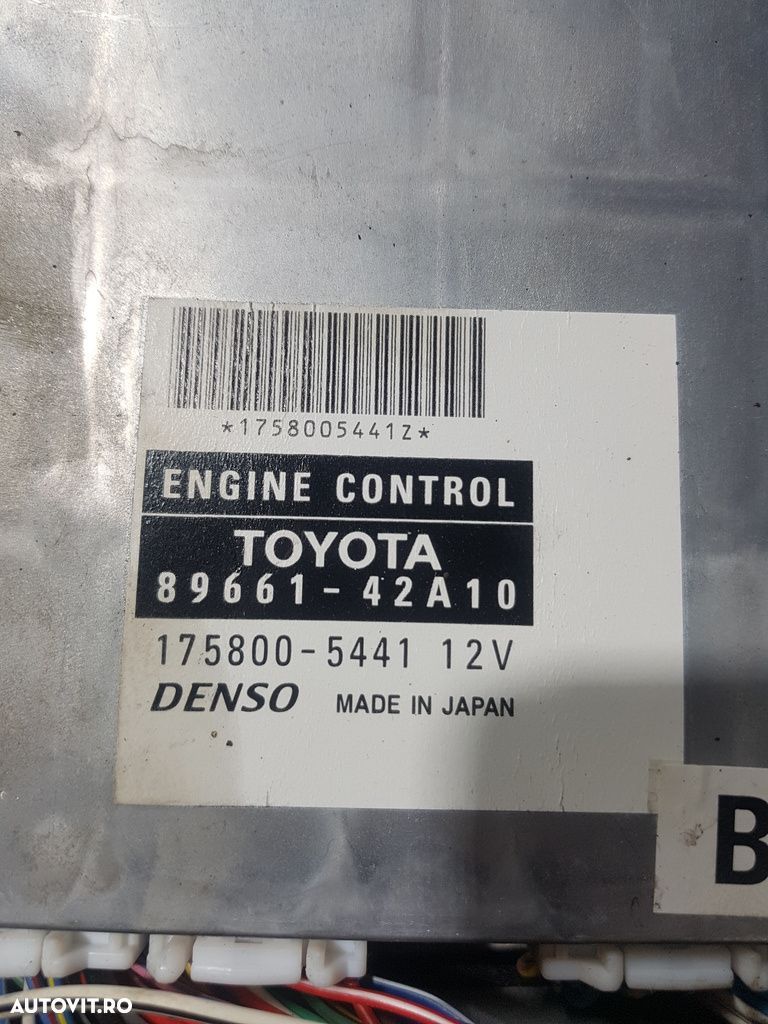 *1758005441Z*
ENGINE CONTROL
TOYOTA
89661-42A10
175800-5441 12V
DENSO MADE IN JAPAN
B
AUTOVIT.RO